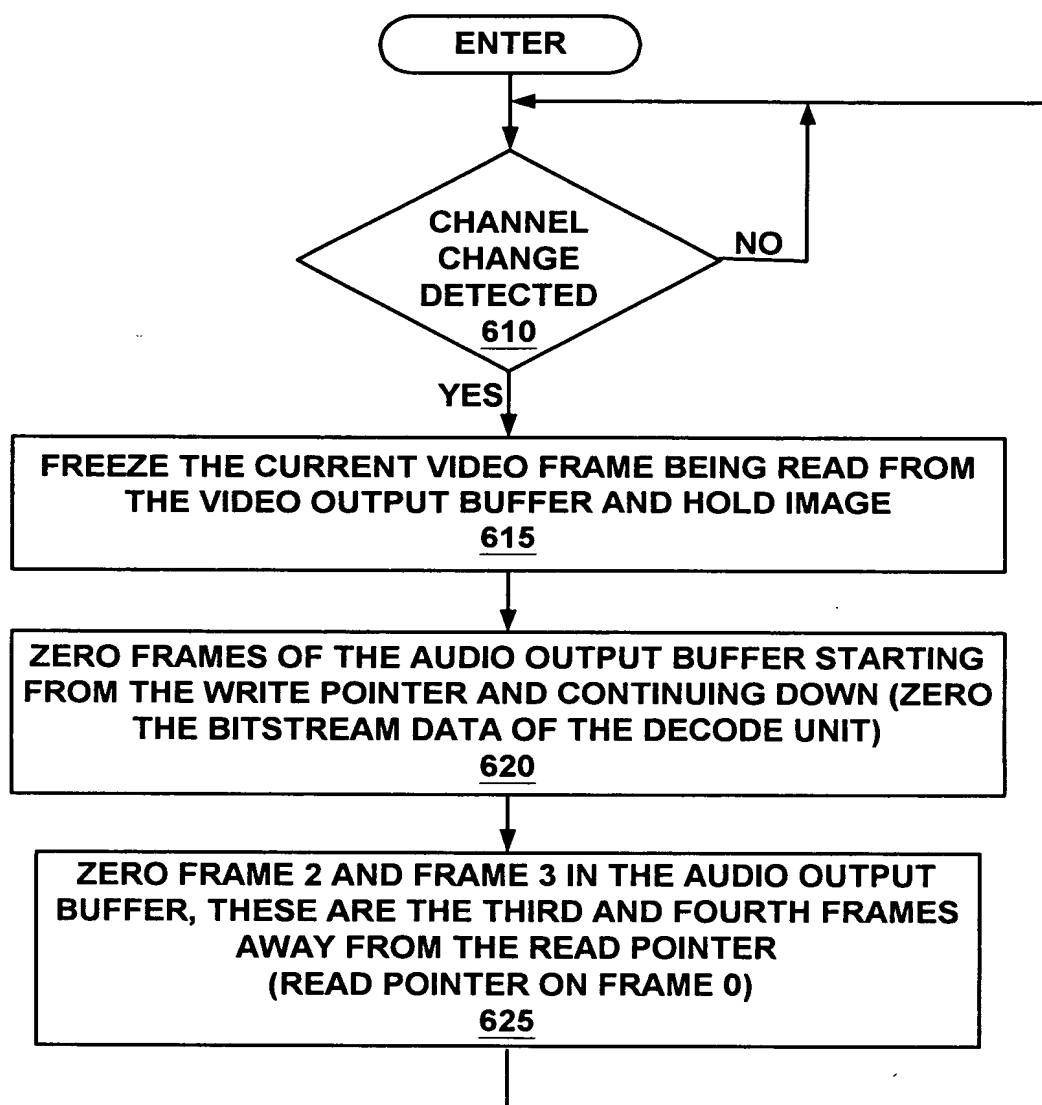 ENTER
CHANNEL
CHANGE
DETECTED
610
NO
YES
FREEZE THE CURRENT VIDEO FRAME BEING READ FROM
THE VIDEO OUTPUT BUFFER AND HOLD IMAGE
615
ZERO FRAMES OF THE AUDIO OUTPUT BUFFER STARTING
FROM THE WRITE POINTER AND CONTINUING DOWN (ZERO
THE BITSTREAM DATA OF THE DECODE UNIT)
620
ZERO FRAME 2 AND FRAME 3 IN THE AUDIO OUTPUT
BUFFER, THESE ARE THE THIRD AND FOURTH FRAMES
AWAY FROM THE READ POINTER
(READ POINTER ON FRAME 0)
625